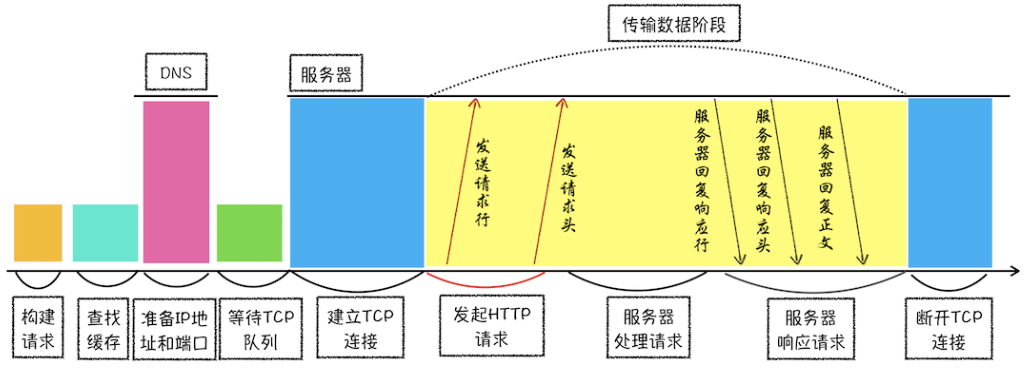 传输数据阶段
DNS
服务器
发送请求行
发送请求头
服务器回复响应行
服务器回复响应头
服务器回复正文
构建
请求
查找
缓存
准备IP地
址和端口
等待TCP
队列
建立TCP
连接
发起HTTP
请求
服务器
处理请求
服务器
响应请求
断开TCP
连接